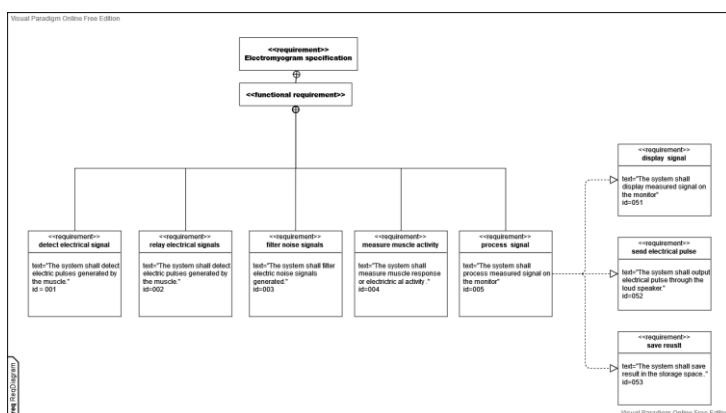 Visual Paradigm Online Free Edition
<<requirement>>
Electromyogram specification
<<functional requirement>>
<<requirement>>
detect electrical signal
text="The system shall detect
electric pulses generated by
the muscle."
id = 001
<<requirement>>
relay electrical signals
text="The system shall detect
electric pulses generated by
the muscle."
id=002
<<requirement>>
filter noise signals
text="The system shall filter
electric noise signals
generated."
id=003
<<requirement>>
measure muscle activity
text="The system shall
measure muscle response
or electrictric al activity ."
id=004
<<requirement>>
process signal
text="The system shall
process measured signal on
the monitor"
id=005
<<requirement>>
display signal
text="The system shall
display measured signal on
the monitor"
id=051
<<requirement>>
send electrical pulse
text="The system shall output
electrical pulse through the
loud speaker."
id=052
<<requirement>>
save reuslt
text="The system shall save
result in the storage space.."
id=053
req ReqDiagram
Visual Paradigm Online Free Edition